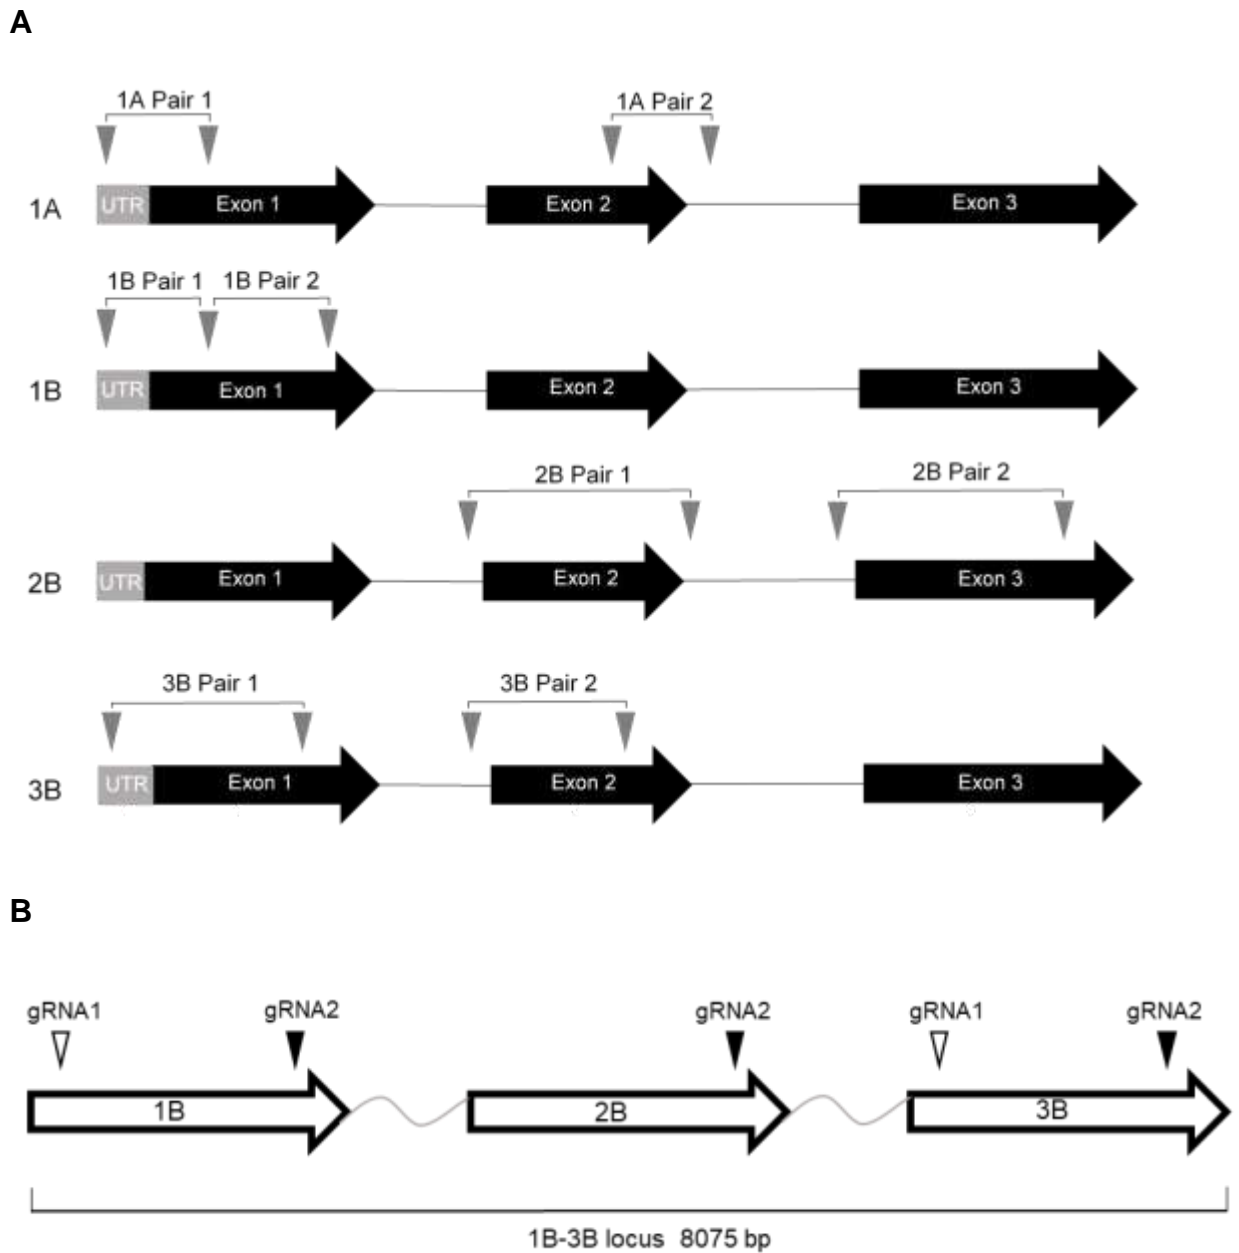 A
1A Pair 1
1A Pair 2
1A
UTR
Exon 1
Exon 2
Exon 3
1B Pair 1
1B Pair 2
1B
UTR
Exon 1
Exon 2
Exon 3
2B Pair 1
2B Pair 2
2B
UTR
Exon 1
Exon 2
Exon 3
3B Pair 1
3B Pair 2
3B
UTR
Exon 1
Exon 2
Exon 3
B
gRNA1
gRNA2
gRNA2
gRNA1
gRNA2
1B
2B
3B
1B-3B locus 8075 bp